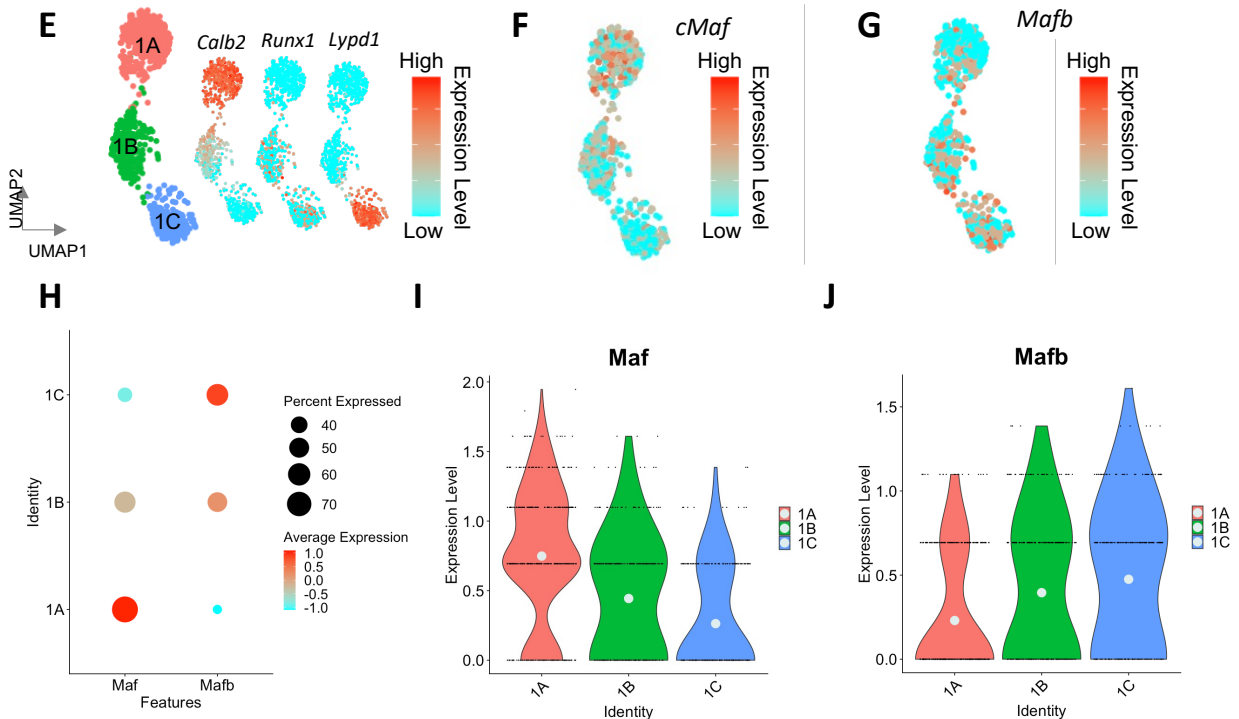 E
1A
1B
1C
UMAP2
UMAP1
Calb2 Runx1 Lypd1
High
Low
Expression Level
F
cMaf
High
Low
Expression Level
G
Mafb
High
Low
Expression Level
H
1C
1B
1A
Identity
Maf Mafb
Features
Percent Expressed
40
50
60
70
Average Expression
1.0
0.5
0.0
-0.5
-1.0
I
Maf
Expression Level
2.0
1.5
1.0
0.5
0.0
1A 1B 1C
Identity
1A
1B
1C
J
Mafb
Expression Level
1.5
1.0
0.5
0.0
1A 1B 1C
Identity
1A
1B
1C